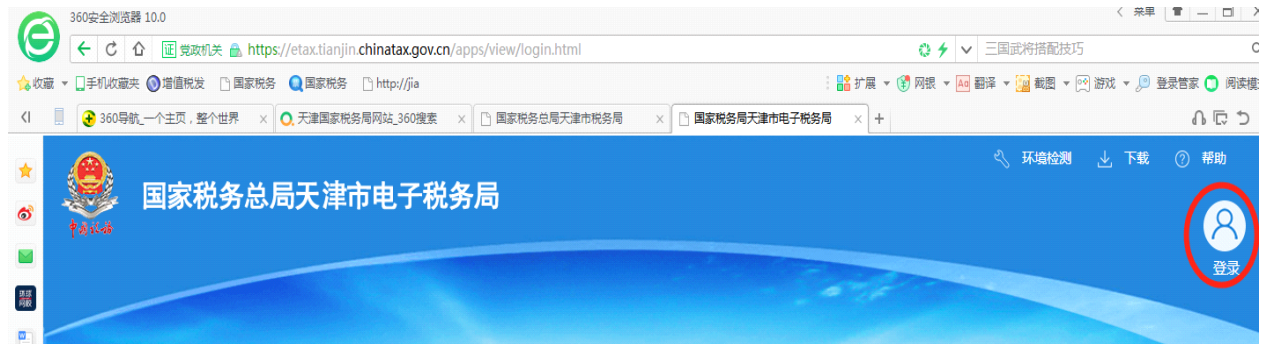 360安全浏览器 10.0
菜单
证 党政机关 https://etax.tianjin.chinatax.gov.cn/apps/view/login.html
三国武将搭配技巧
收藏 手机收藏夹 增值税发 国家税务 国家税务 http://jia
扩展 网银 翻译 截图 游戏 登录管家 阅读模
360导航_一个主页,整个世界 天津国家税务局网站_360搜索 国家税务总局天津市税务局 国家税务局天津市电子税务局
环境检测 下载 帮助
国家税务总局天津市电子税务局
中国税务
登录
环球